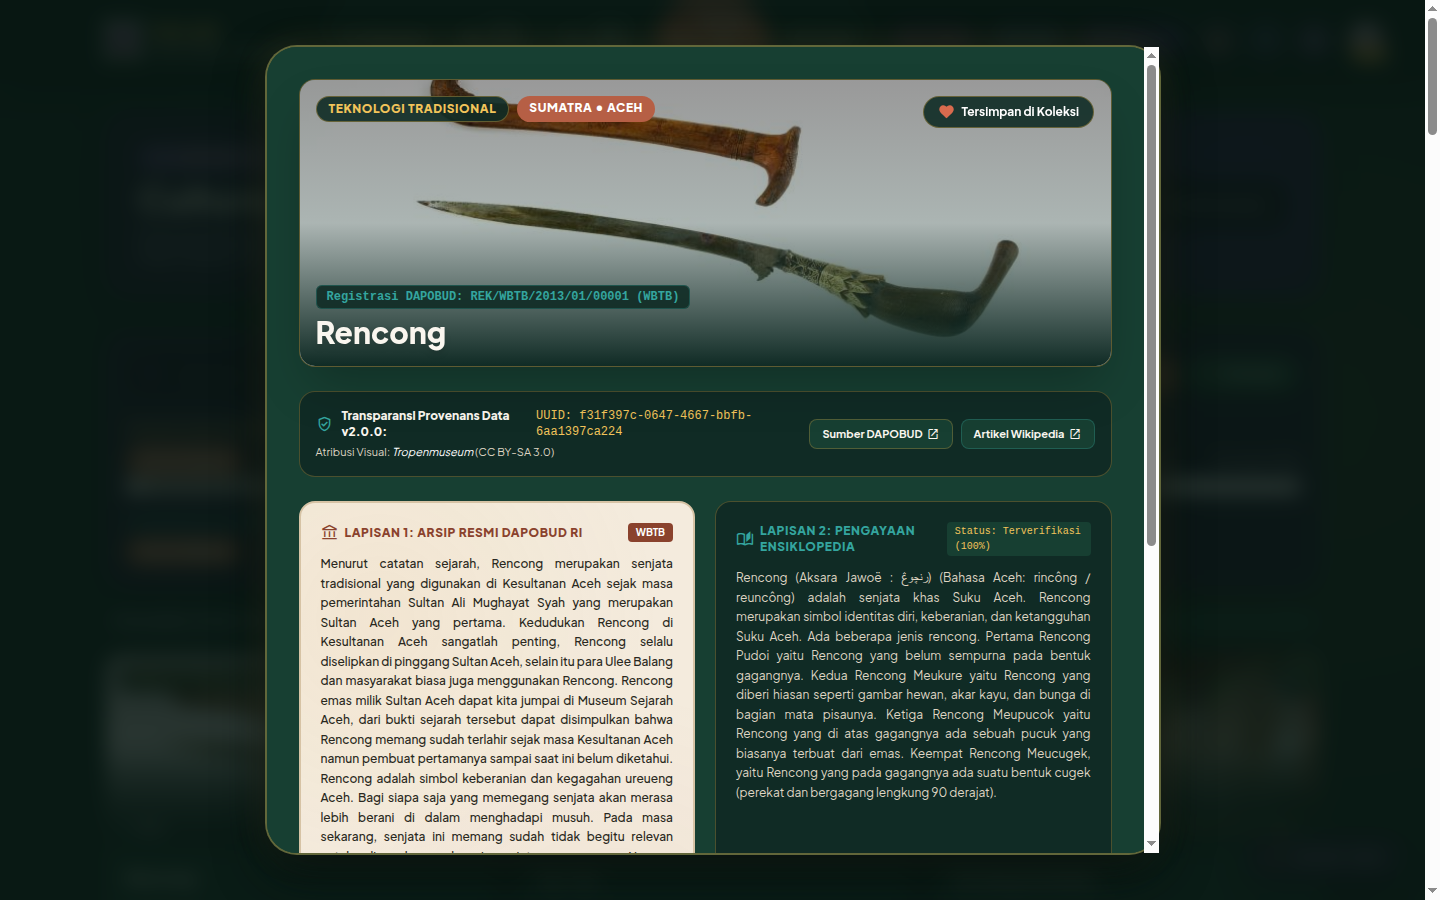 TEKNOLOGI TRADISIONAL
SUMATRA • ACEH
Tersimpan di Koleksi
Registrasi DAPOBUD: REK/WBTB/2013/01/00001 (WBTB)
Rencong
Transparansi Provenans Data
v2.0.0:
UUID: f31f397c-0647-4667-bbfb-
6aa1397ca224
Atribusi Visual: Tropenmuseum (CC BY-SA 3.0)
Sumber DAPOBUD
Artikel Wikipedia
LAPISAN 1: ARSIP RESMI DAPOBUD RI
WBTB
Menurut catatan sejarah, Rencong merupakan senjata
tradisional yang digunakan di Kesultanan Aceh sejak masa
pemerintahan Sultan Ali Mughayat Syah yang merupakan
Sultan Aceh yang pertama. Kedudukan Rencong di
Kesultanan Aceh sangatlah penting, Rencong selalu
diselipkan di pinggang Sultan Aceh, selain itu para Ulee Balang
dan masyarakat biasa juga menggunakan Rencong. Rencong
emas milik Sultan Aceh dapat kita jumpai di Museum Sejarah
Aceh, dari bukti sejarah tersebut dapat disimpulkan bahwa
Rencong memang sudah terlahir sejak masa Kesultanan Aceh
namun pembuat pertamanya sampai saat ini belum diketahui.
Rencong adalah simbol keberanian dan kegagahan ureueng
Aceh. Bagi siapa saja yang memegang senjata akan merasa
lebih berani di dalam menghadapi musuh. Pada masa
sekarang, senjata ini memang sudah tidak begitu relevan
LAPISAN 2: PENGAYAAN
ENSIKLOPEDIA
Status: Terverifikasi
(100%)
Rencong (Aksara Jawoë : رنچوڠ) (Bahasa Aceh: rincông /
reuncông) adalah senjata khas Suku Aceh. Rencong
merupakan simbol identitas diri, keberanian, dan ketangguhan
Suku Aceh. Ada beberapa jenis rencong. Pertama Rencong
Pudoi yaitu Rencong yang belum sempurna pada bentuk
gagangnya. Kedua Rencong Meukure yaitu Rencong yang
diberi hiasan seperti gambar hewan, akar kayu, dan bunga di
bagian mata pisaunya. Ketiga Rencong Meupucok yaitu
Rencong yang di atas gagangnya ada sebuah pucuk yang
biasanya terbuat dari emas. Keempat Rencong Meucugek,
yaitu Rencong yang pada gagangnya ada suatu bentuk cugek
(perekat dan bergagang lengkung 90 derajat).